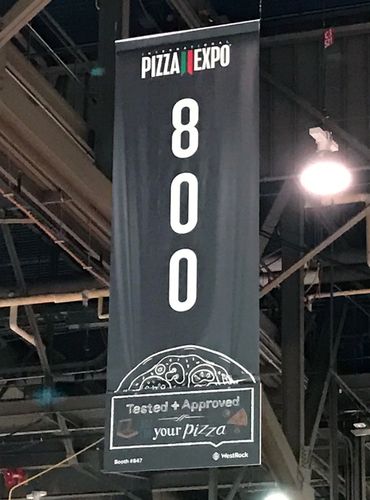 INTERNATIONAL
PIZZA EXPO
8
0
0
Tested + Approved
your pizza
Booth #847
WestRock